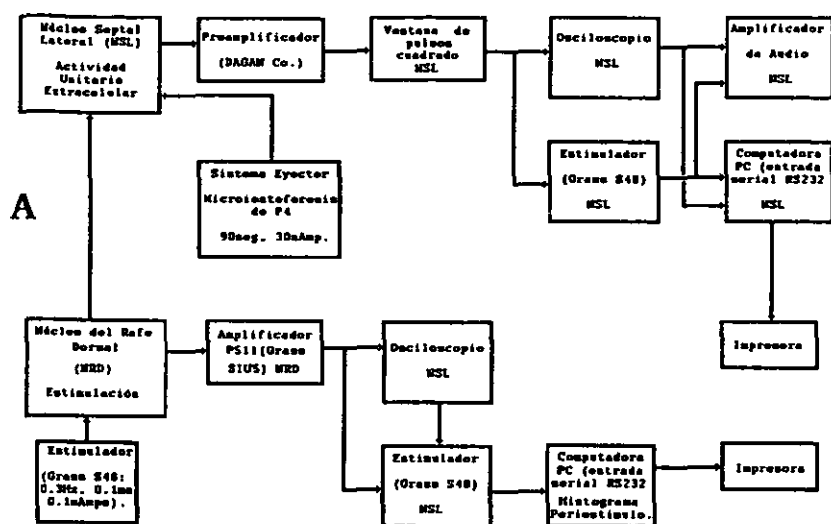 Núcleo Septal
Lateral (NSL)
Actividad
Unitaria
Extracelular
Preamplificador
(DAGAN Co.)
Ventana de
pulsos
cuadrado
NSL
Osciloscopio
NSL
Amplificador
de Audio
NSL
Estimulador
(Grass S48)
NSL
Computadora
PC (entrada
serial RS232
NSL
Sistema Eyector
Microiontoforesis
de P4
90seg, 30nAmp.
A
Impresora
Núcleo del Rafe
Dorsal
(NRD)
Estimulación
Amplificador
PS11(Grass
SIU5) NRD
Osciloscopio
NSL
Estimulador
(Grass S48;
0.3Hz, 0.1ms
0.1mAmps).
Estimulador
(Grass S48)
NSL
Computadora
PC (entrada
serial RS232
Histograma
Periestímulo.
Impresora